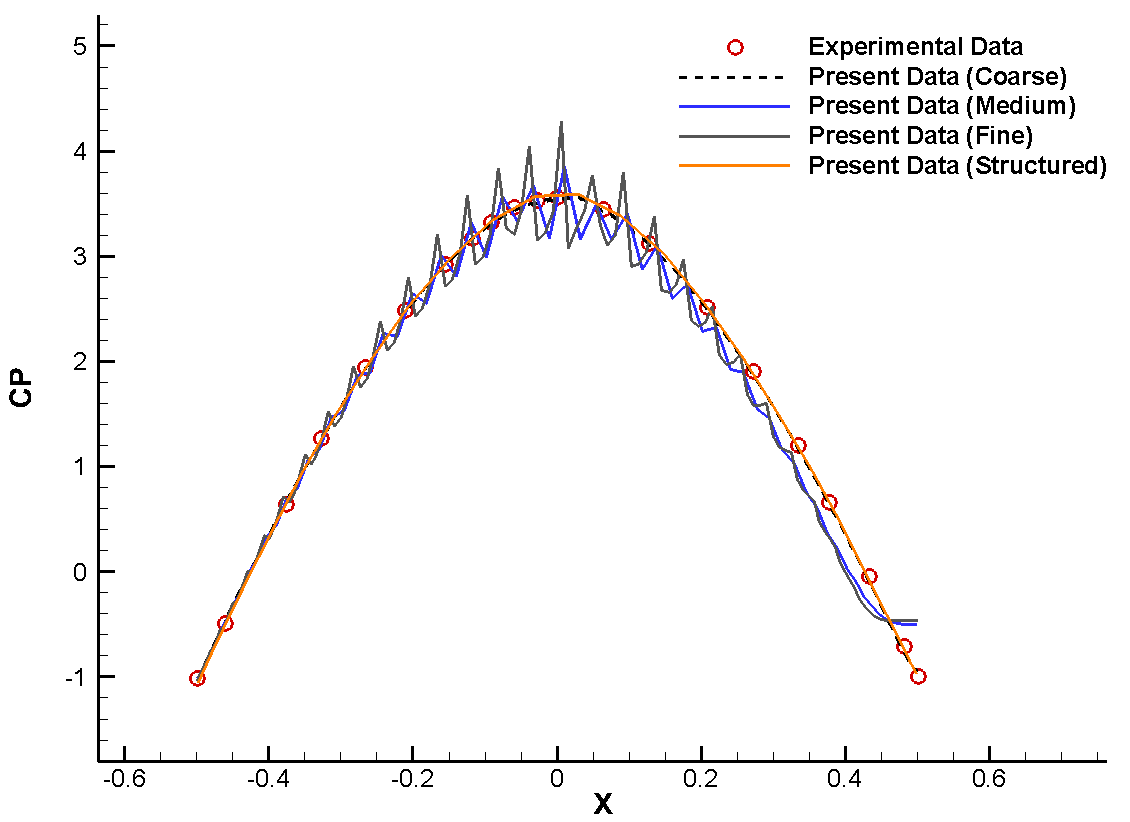 Experimental Data
Present Data (Coarse)
Present Data (Medium)
Present Data (Fine)
Present Data (Structured)
CP
5
4
3
2
1
0
-1
-0.6 -0.4 -0.2 0 0.2 0.4 0.6
X